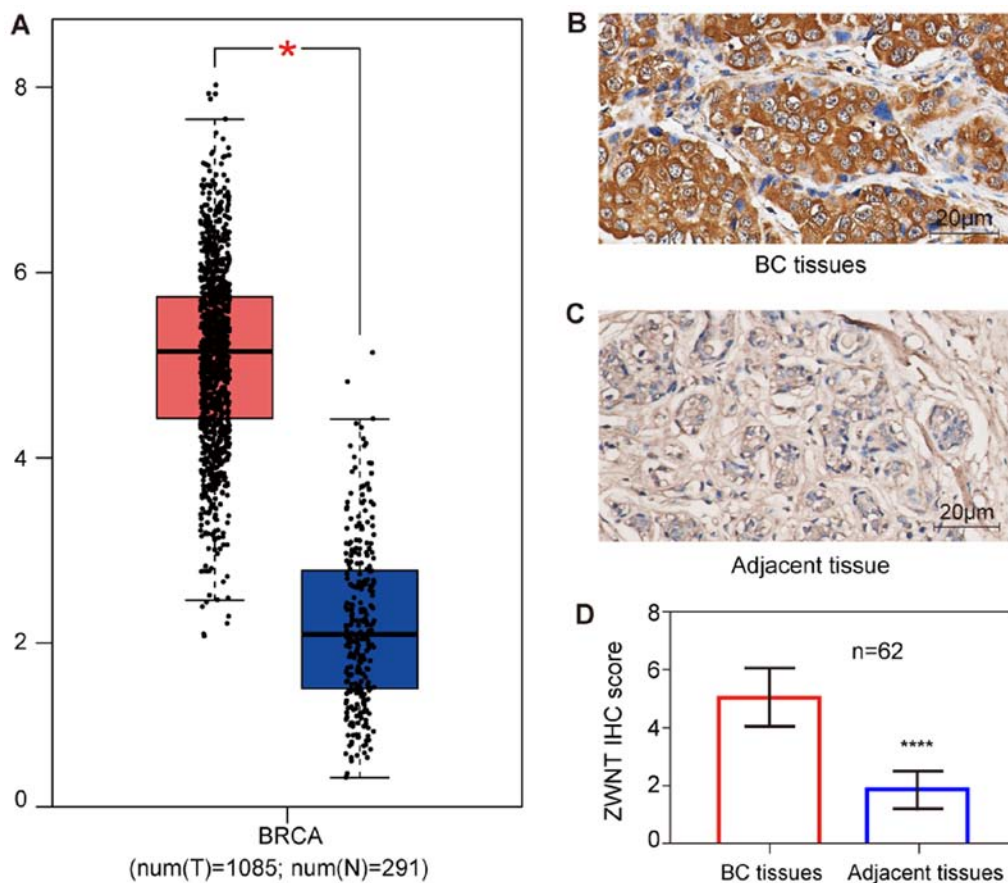 A
*
8
6
4
2
0
BRCA
(num(T)=1085; num(N)=291)
B
20μm
BC tissues
C
20μm
Adjacent tissue
D
ZWNT IHC score
8
6
4
2
0
n=62
****
BC tissues
Adjacent tissues